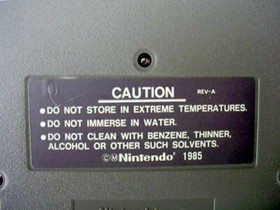 CAUTION REV-A
•DO NOT STORE IN EXTREME TEMPERATURES.
•DO NOT IMMERSE IN WATER.
•DO NOT CLEAN WITH BENZENE, THINNER,
ALCOHOL OR OTHER SUCH SOLVENTS.
©ⓂNintendo® 1985